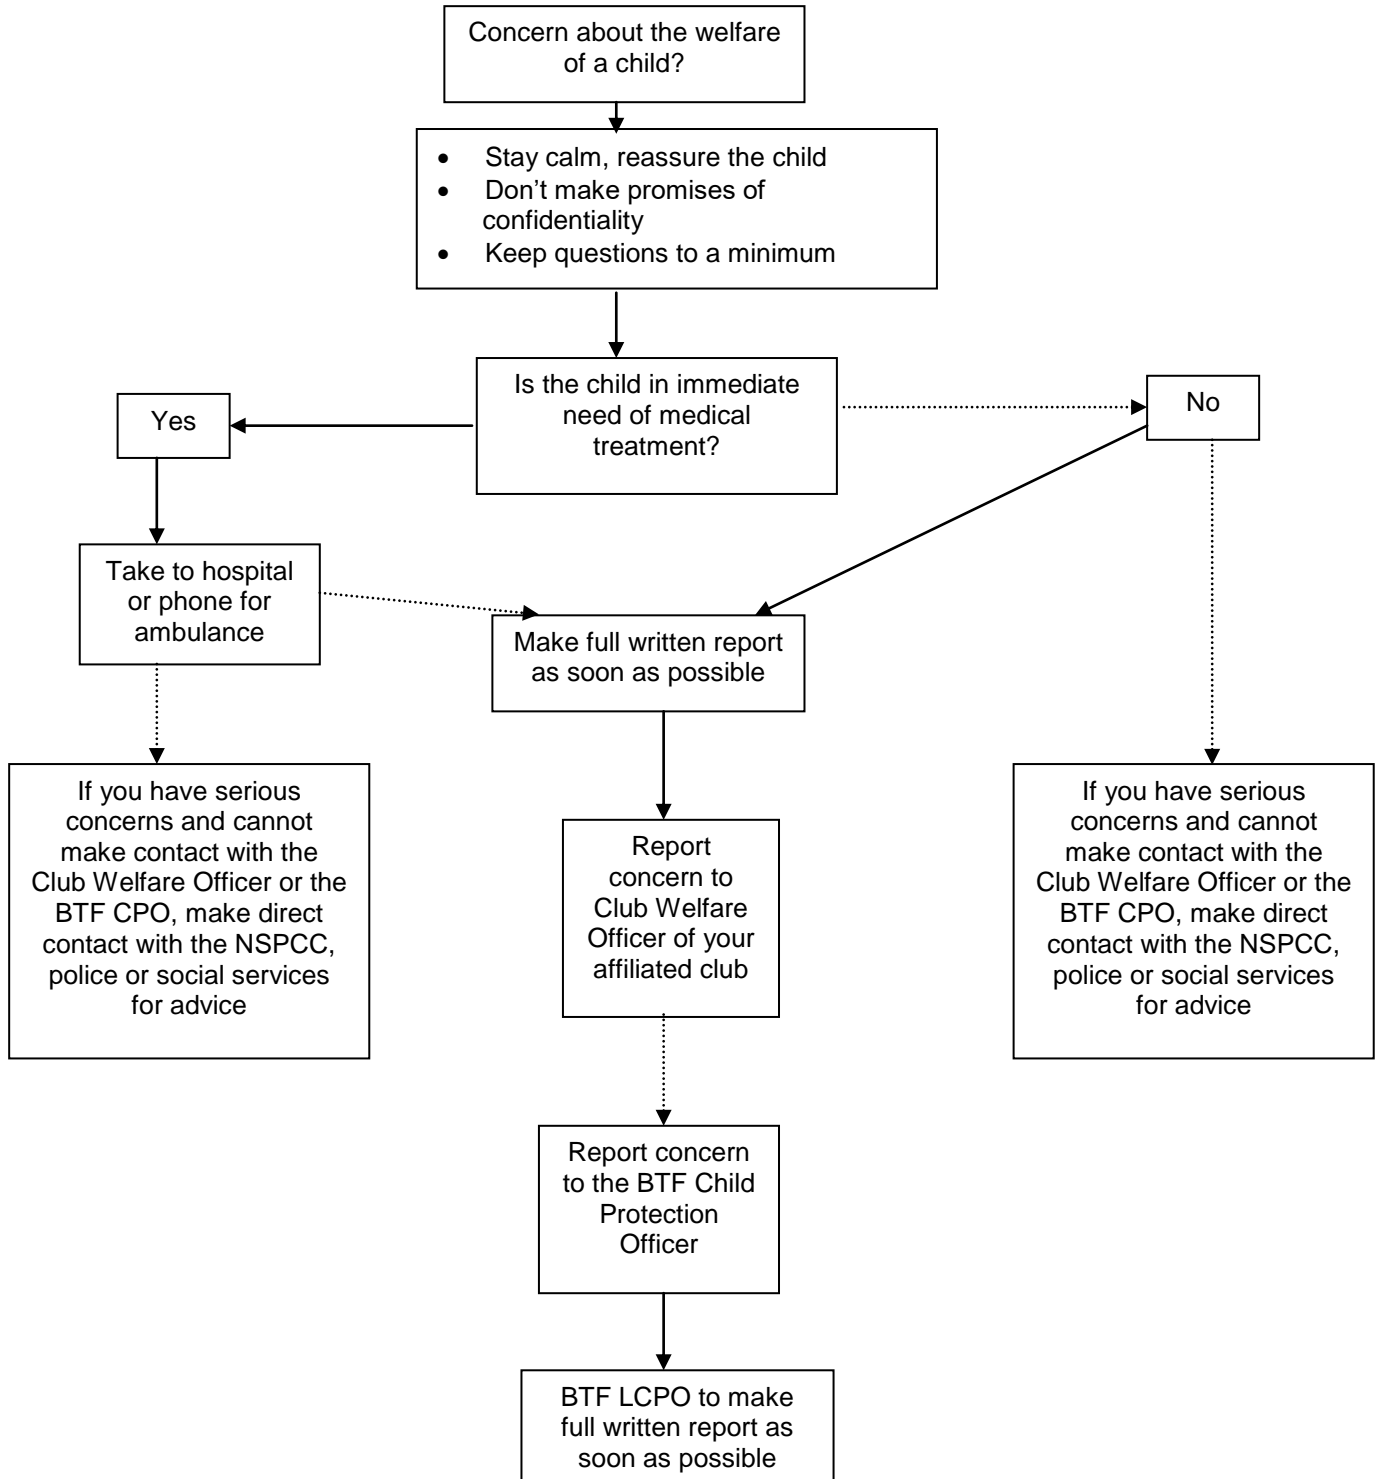 Concern about the welfare
of a child?
• Stay calm, reassure the child
• Don’t make promises of
confidentiality
• Keep questions to a minimum
Is the child in immediate
need of medical
treatment?
Yes
No
Take to hospital
or phone for
ambulance
Make full written report
as soon as possible
If you have serious
concerns and cannot
make contact with the
Club Welfare Officer or the
BTF CPO, make direct
contact with the NSPCC,
police or social services
for advice
Report
concern to
Club Welfare
Officer of your
affiliated club
If you have serious
concerns and cannot
make contact with the
Club Welfare Officer or the
BTF CPO, make direct
contact with the NSPCC,
police or social services
for advice
Report concern
to the BTF Child
Protection
Officer
BTF LCPO to make
full written report as
soon as possible